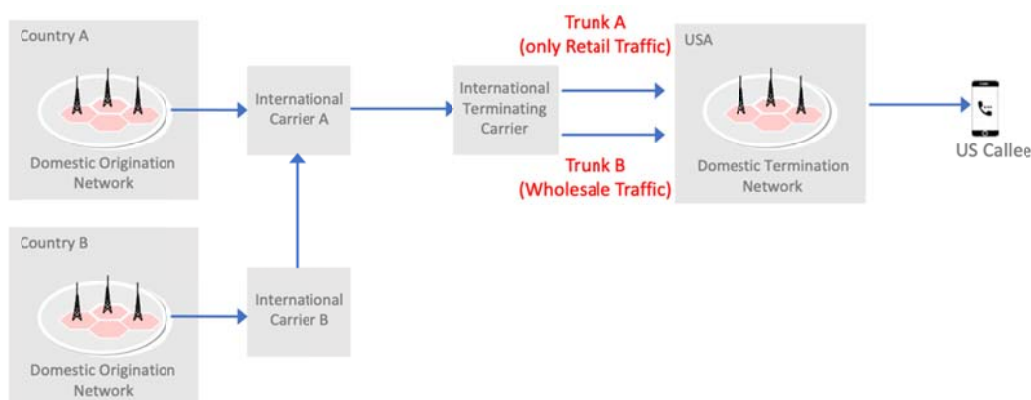 Country A
Domestic Origination
Network
International
Carrier A
International
Terminating
Carrier
Trunk A
(only Retail Traffic)
Trunk B
(Wholesale Traffic)
USA
Domestic Termination
Network
US Callee
Country B
Domestic Origination
Network
International
Carrier B